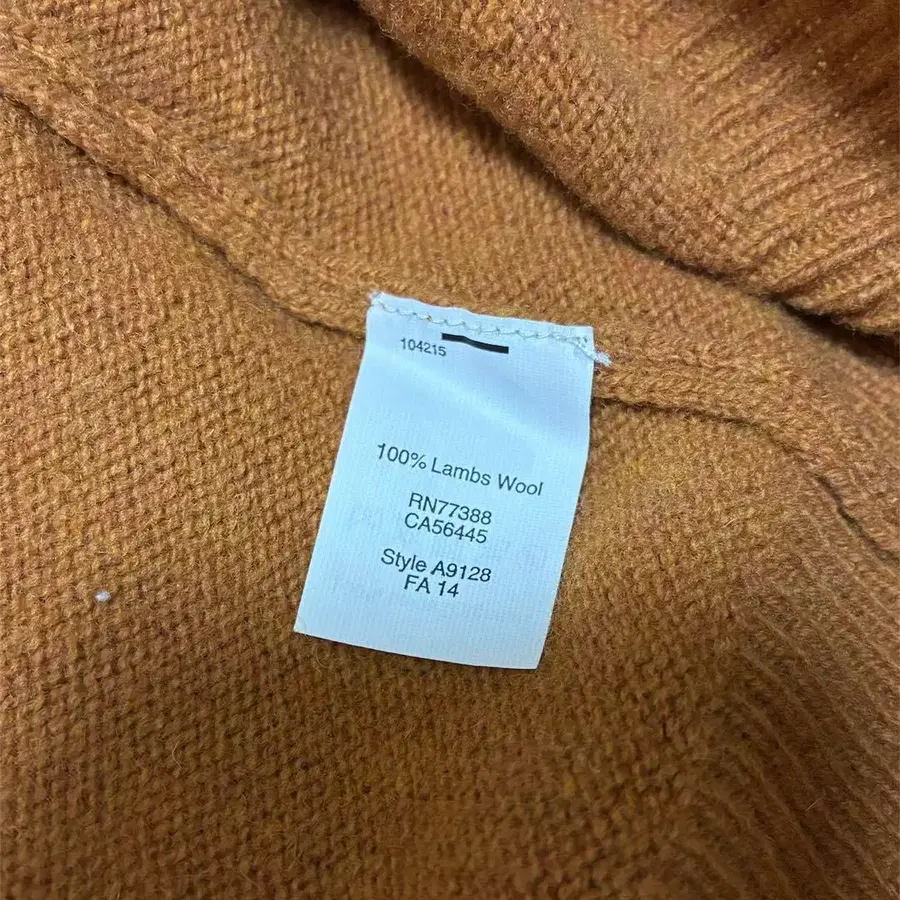 104215
100% Lambs Wool
RN77388
CA56445
Style A9128
FA 14